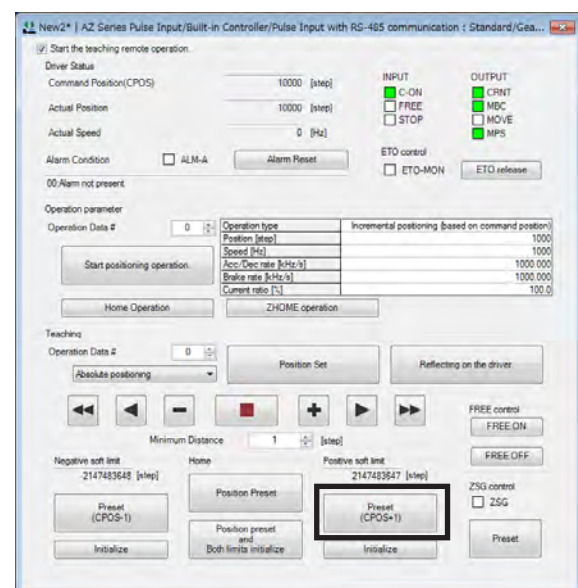 New2* | AZ Series Pulse Input/Built-in Controller/Pulse Input with RS-485 communication : Standard/Gea...
Start the teaching remote operation.
Driver Status
Command Position(CPOS) 10000 [step]
Actual Position 10000 [step]
Actual Speed 0 [Hz]
INPUT
C-ON
FREE
STOP
OUTPUT
CRNT
MBC
MOVE
MPS
Alarm Condition ALM-A Alarm Reset
00:Alarm not present
ETO control
ETO-MON ETO release
Operation parameter
Operation Data # 0
Start positioning operation.
Operation type Incremental positioning (based on command position)
Position [step] 1000
Speed [Hz] 1000
Acc/Dec rate [kHz/s] 1000.000
Brake rate [kHz/s] 1000.000
Current ratio [%] 100.0
Home Operation ZHOME operation
Teaching
Operation Data # 0
Absolute positioning
Position Set Reflecting on the driver
Minimum Distance 1 [step]
FREE control
FREE ON
FREE OFF
Negative soft limit
-2147483648 [step]
Preset
(CPOS-1)
Initialize
Home
Position Preset
Position preset
and
Both limits initialize
Positive soft limit
2147483647 [step]
Preset
(CPOS+1)
Initialize
ZSG control
ZSG
Preset